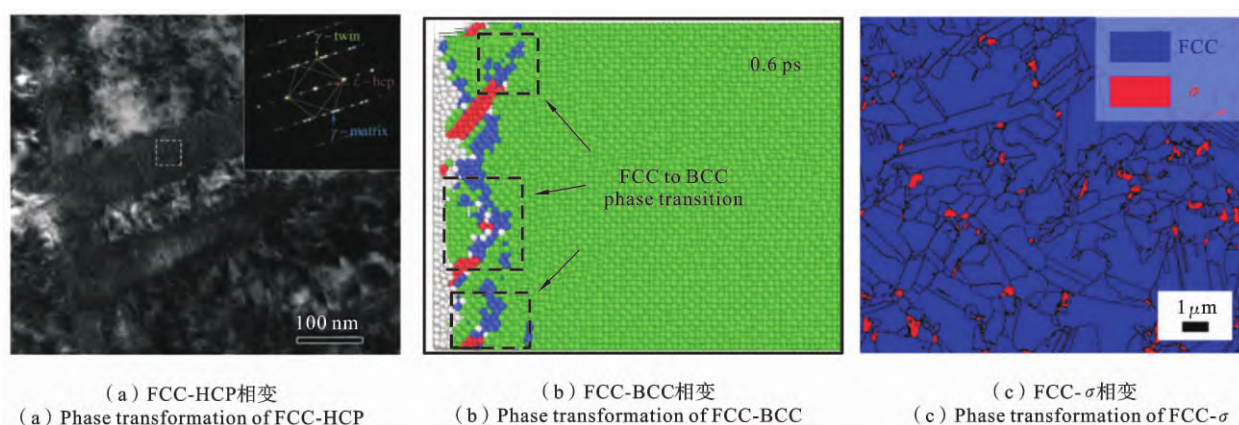 γ-twin
ζ-hcp
γ-matrix
100 nm
0.6 ps
FCC to BCC
phase transition
FCC
σ
1 μm
(a) FCC-HCP相变
(a) Phase transformation of FCC-HCP
(b) FCC-BCC相变
(b) Phase transformation of FCC-BCC
(c) FCC-σ相变
(c) Phase transformation of FCC-σ